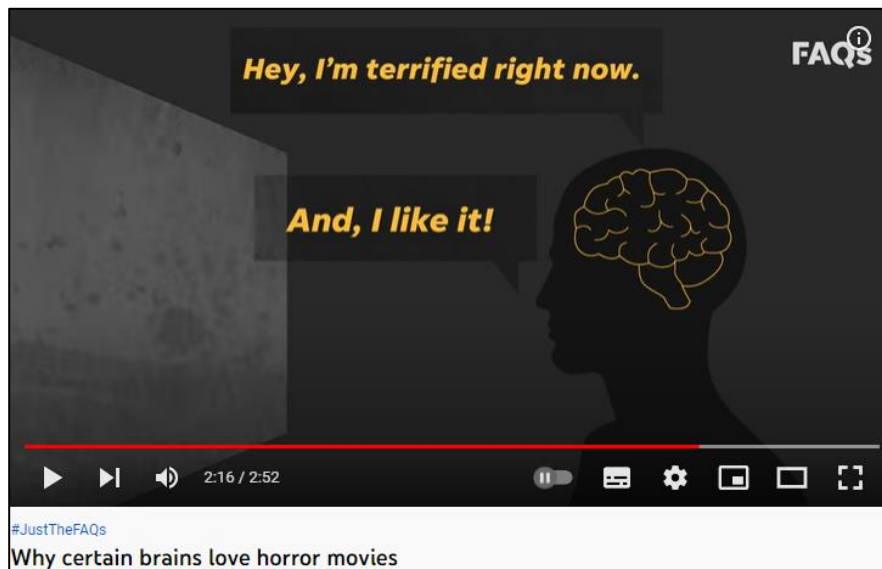 Hey, I'm terrified right now.
FAQs
And, I like it!
2:16 / 2:52
#JustTheFAQs
Why certain brains love horror movies